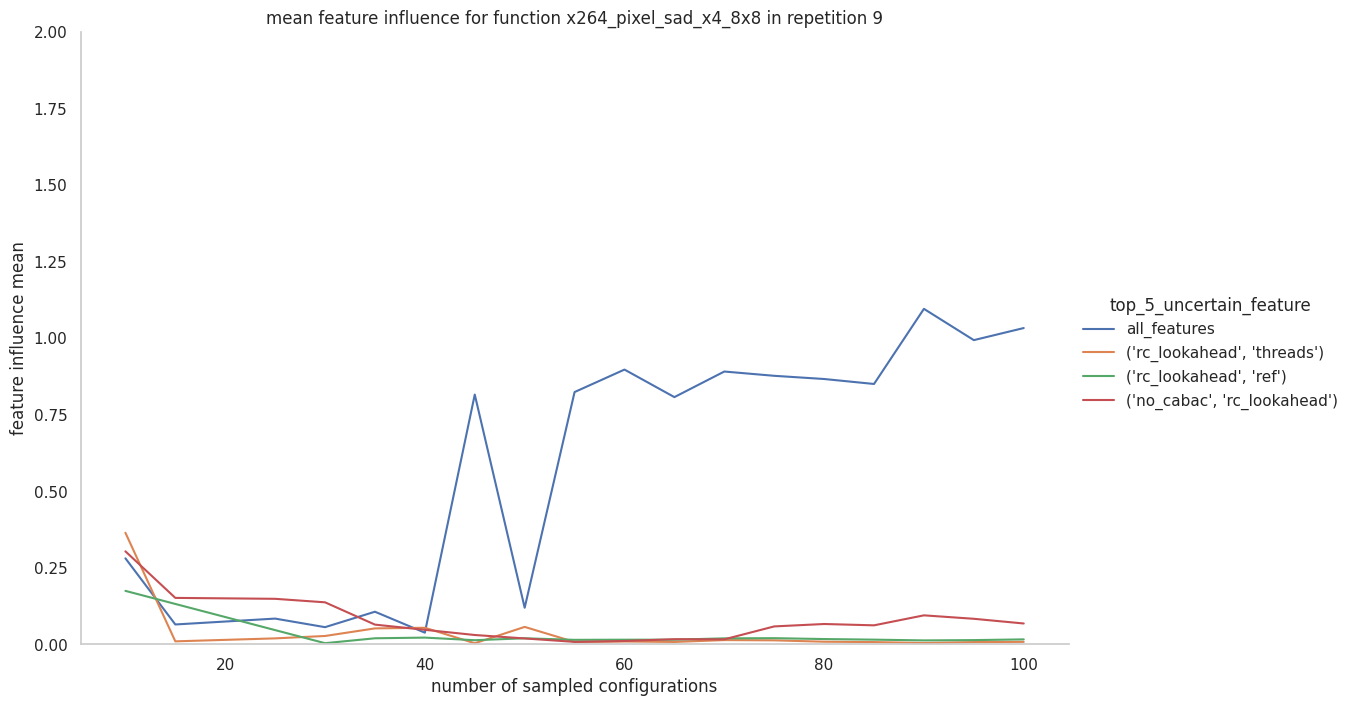 mean feature influence for function x264_pixel_sad_x4_8x8 in repetition 9
2.00
1.75
1.50
1.25
1.00
0.75
0.50
0.25
0.00
feature influence mean
20
40
60
80
100
number of sampled configurations
top_5_uncertain_feature
all_features
('rc_lookahead', 'threads')
('rc_lookahead', 'ref')
('no_cabac', 'rc_lookahead')